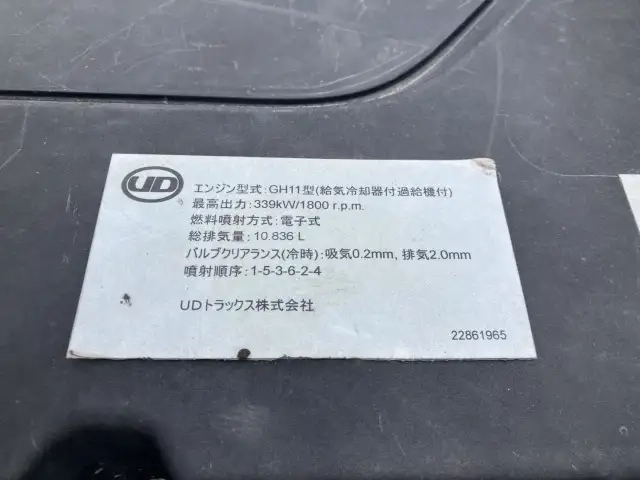 UD
エンジン型式:GH11型(給気冷却器付過給機付)
最高出力:339kW/1800 r.p.m.
燃料噴射方式:電子式
総排気量:10.836 L
バルブクリアランス(冷時):吸気0.2mm, 排気2.0mm
噴射順序:1-5-3-6-2-4
UDトラックス株式会社
22861965